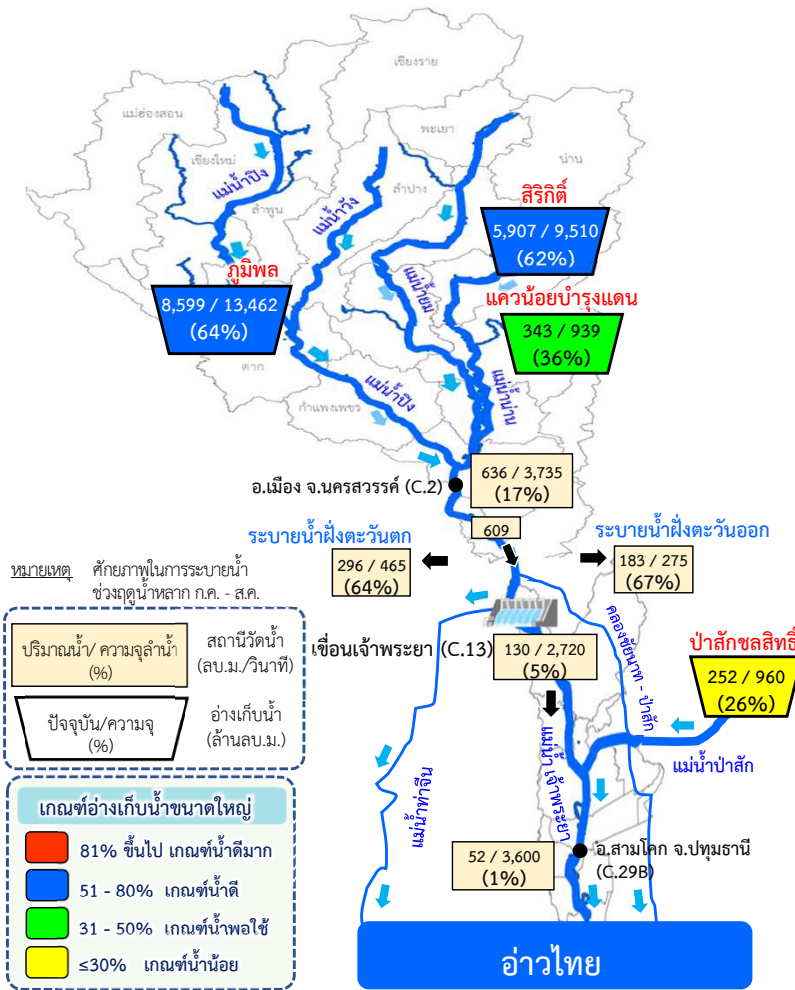 เชียงราย
แม่ฮ่องสอน
พะเยา
เชียงใหม่
น่าน
แม่น้ำปิง
ลำปาง
ลำพูน
แม่น้ำวัง
สิริกิติ์
5,907 / 9,510
(62%)
ภูมิพล
8,599 / 13,462
(64%)
แม่น้ำยม
แควน้อยบำรุงแดน
343 / 939
(36%)
ตาก
แม่น้ำปิง
แม่น้ำน่าน
กำแพงเพชร
อ.เมือง จ.นครสวรรค์ (C.2)
636 / 3,735
(17%)
609
ระบายน้ำฝั่งตะวันตก
296 / 465
(64%)
ระบายน้ำฝั่งตะวันออก
183 / 275
(67%)
หมายเหตุ ศักยภาพในการระบายน้ำ
ช่วงฤดูน้ำหลาก ก.ค. - ส.ค.
ปริมาณน้ำ/ ความจุลำน้ำ
(%)
สถานีวัดน้ำ
(ลบ.ม./วินาที)
ปัจจุบัน/ความจุ
(%)
อ่างเก็บน้ำ
(ล้านลบ.ม.)
เขื่อนเจ้าพระยา (C.13)
130 / 2,720
(5%)
คลองชัยนาท - ป่าสัก
ป่าสักชลสิทธิ์
252 / 960
(26%)
แม่น้ำป่าสัก
แม่น้ำเจ้าพระยา
แม่น้ำท่าจีน
เกณฑ์อ่างเก็บน้ำขนาดใหญ่
81% ขึ้นไป เกณฑ์น้ำดีมาก
51 - 80% เกณฑ์น้ำดี
31 - 50% เกณฑ์น้ำพอใช้
≤30% เกณฑ์น้ำน้อย
52 / 3,600
(1%)
อ.สามโคก จ.ปทุมธานี
(C.29B)
อ่าวไทย